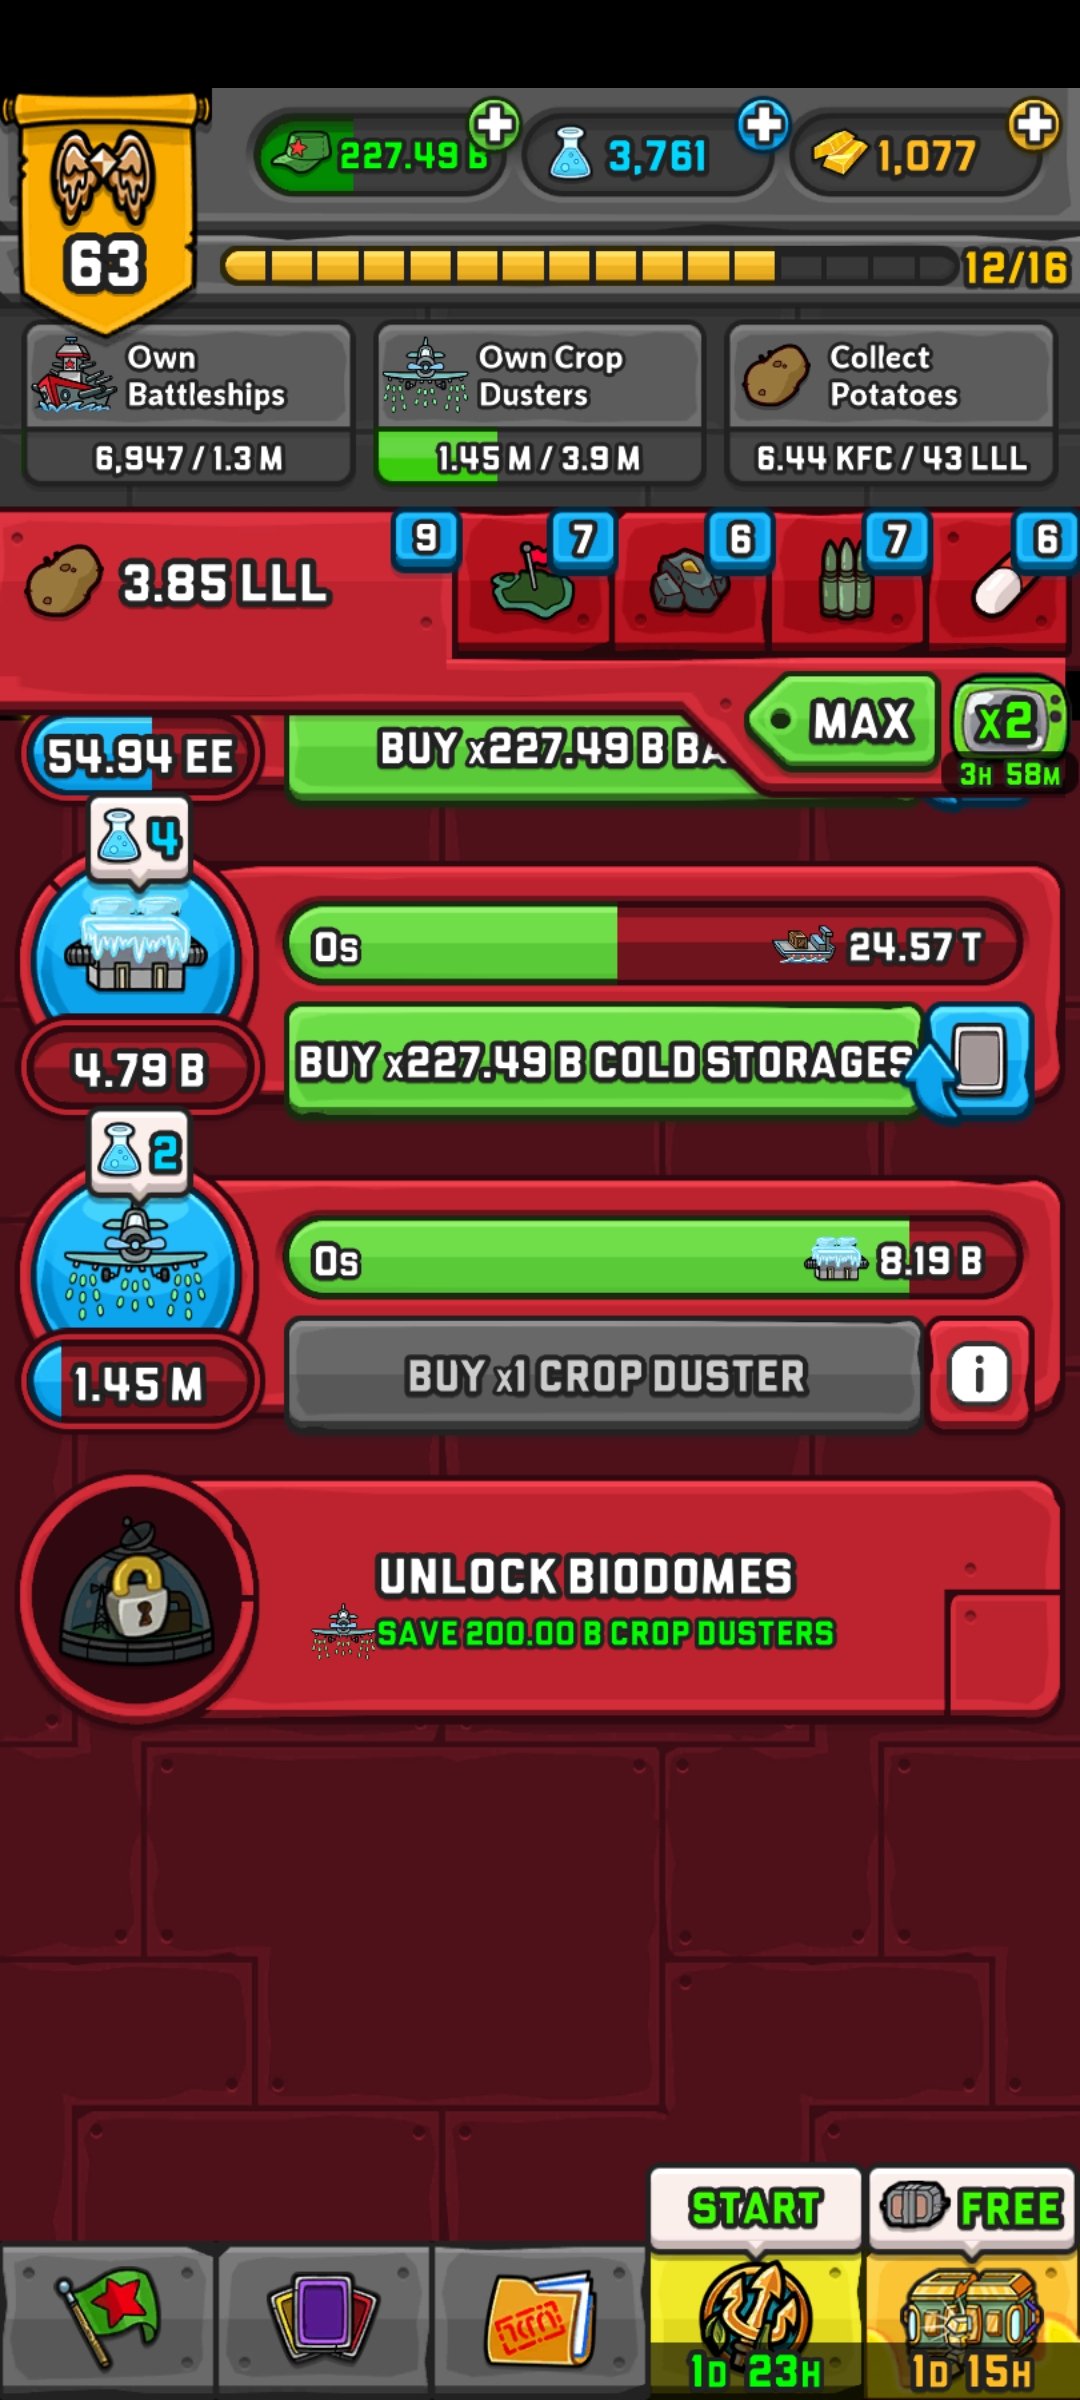 227.49 B
3,761
1,077
63
12/16
Own
Battleships
6,947 / 1.3 M
Own Crop
Dusters
1.45 M / 3.9 M
Collect
Potatoes
6.44 KFC / 43 LLL
3.85 LLL
9
7
6
7
6
MAX
x2
3H 58M
54.94 EE
BUY x227.49 B BA
4
0s
24.57 T
4.79 B
BUY x227.49 B COLD STORAGES
2
0s
8.19 B
1.45 M
BUY x1 CROP DUSTER
i
UNLOCK BIODOMES
SAVE 200.00 B CROP DUSTERS
START
FREE
1D 23H
1D 15H